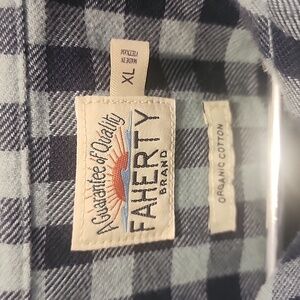 XL
A Guarantee of Quality
FAHERTY
BRAND
ORGANIC COTTON